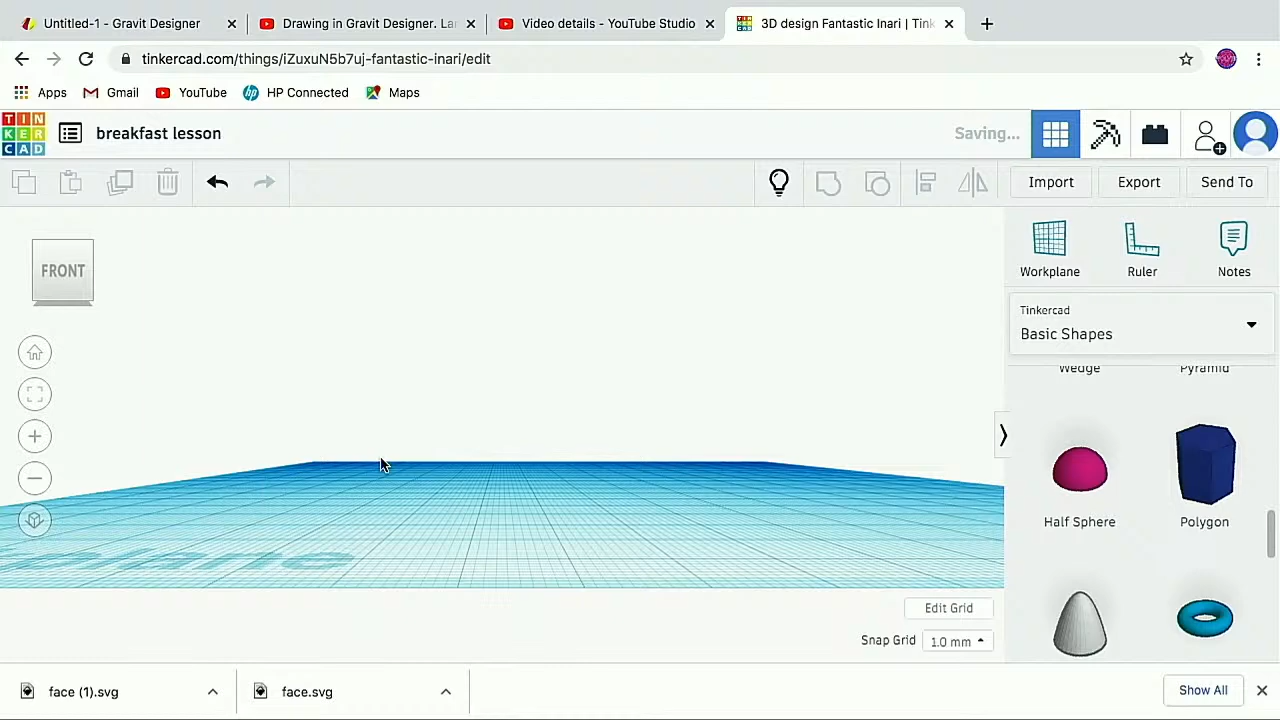 Untitled-1 - Gravit Designer
Drawing in Gravit Designer. La
Video details - YouTube Studio
3D design Fantastic Inari | Tink
tinkercad.com/things/iZuxuN5b7uj-fantastic-inari/edit
Apps
Gmail
YouTube
HP Connected
Maps
TIN
KER
CAD
breakfast lesson
Saving...
Import
Export
Send To
FRONT
Workplane
Ruler
Notes
Tinkercad
Basic Shapes
Wedge
Pyramid
Half Sphere
Polygon
plane
Edit Grid
Snap Grid
1.0 mm
face (1).svg
face.svg
Show All